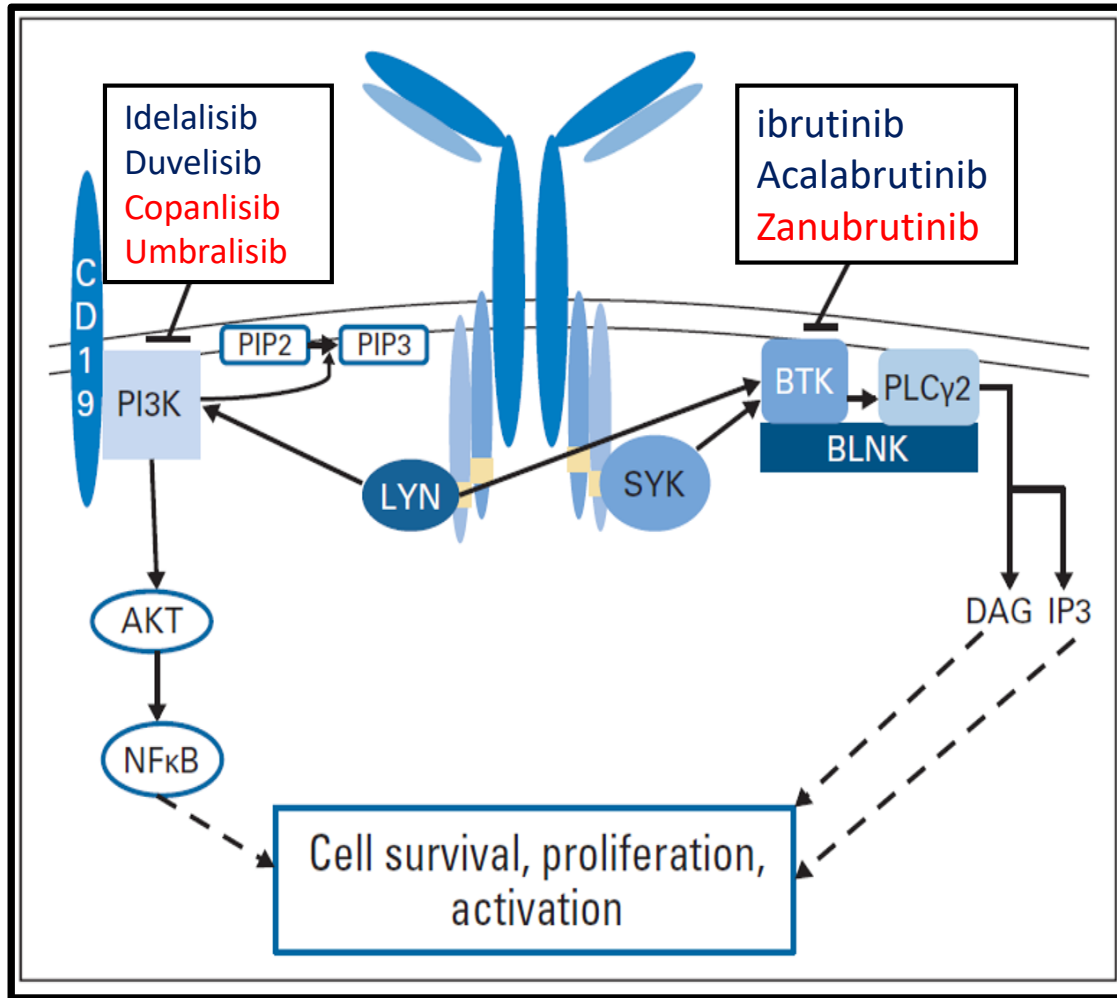 Idelalisib
Duvelisib
Copanlisib
Umbralisib
ibrutinib
Acalabrutinib
Zanubrutinib
CD19
PIP2
PIP3
PI3K
BTK
PLCγ2
BLNK
LYN
SYK
AKT
DAG
IP3
NFκB
Cell survival, proliferation,
activation